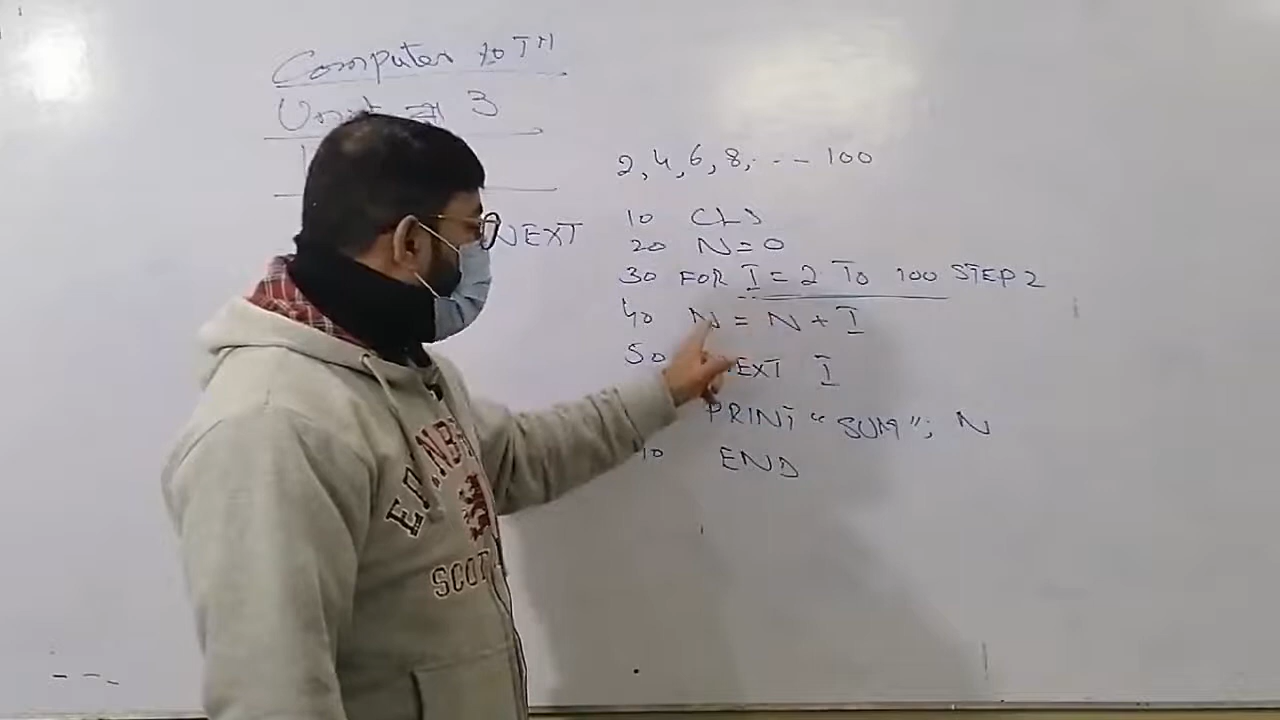 Computer 10TH
Unit # 3
NEXT
2, 4, 6, 8, --- 100
10 CLS
20 N=0
30 FOR I = 2 To 100 STEP 2
40 N = N + I
50 NEXT I
PRINT "SUM"; N
END
SCOT